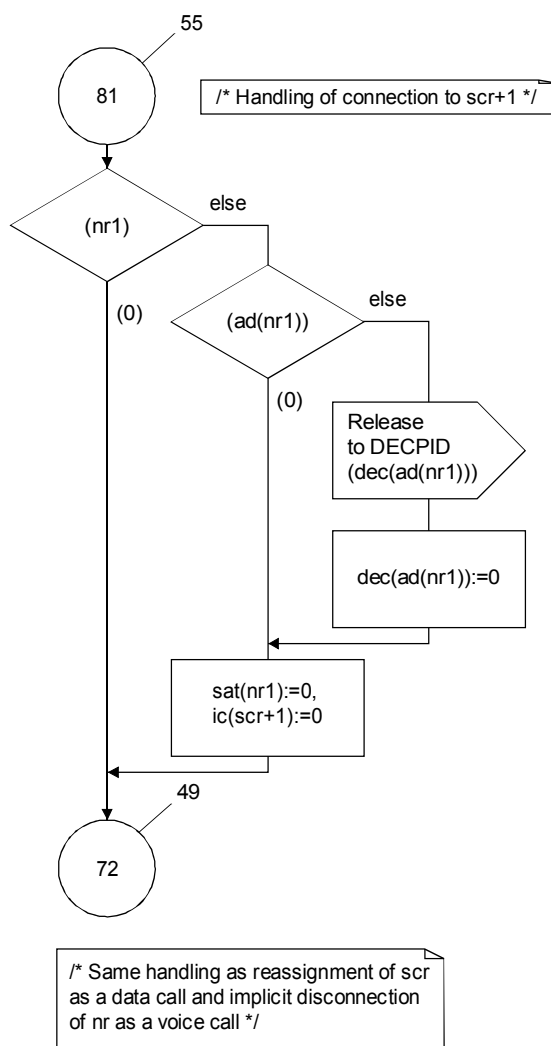 55
81
/* Handling of connection to scr+1 */
(nr1)
else
(0)
(ad(nr1))
else
(0)
Release
to DECPID
(dec(ad(nr1)))
dec(ad(nr1)):=0
sat(nr1):=0,
ic(scr+1):=0
49
72
/* Same handling as reassignment of scr
as a data call and implicit disconnection
of nr as a voice call */